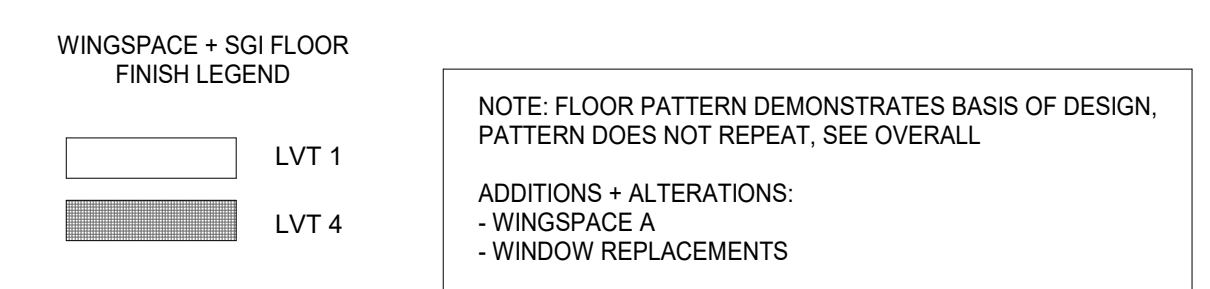 WINGSPACE + SGI FLOOR
FINISH LEGEND
LVT 1
LVT 4
NOTE: FLOOR PATTERN DEMONSTRATES BASIS OF DESIGN,
PATTERN DOES NOT REPEAT, SEE OVERALL
ADDITIONS + ALTERATIONS:
- WINGSPACE A
- WINDOW REPLACEMENTS